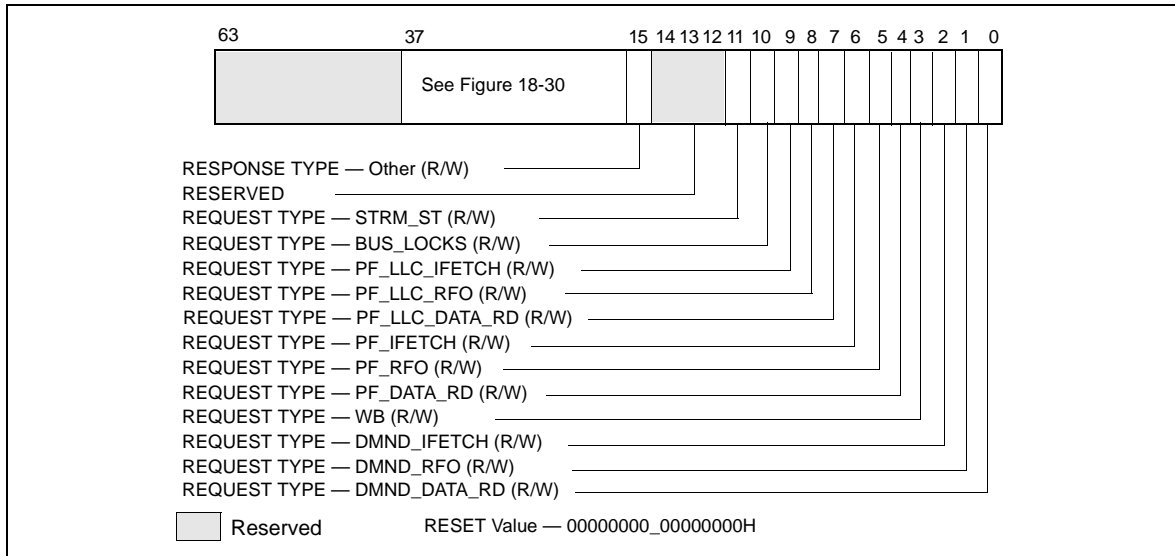 63 37 15 14 13 12 11 10 9 8 7 6 5 4 3 2 1 0
See Figure 18-30
RESPONSE TYPE — Other (R/W)
RESERVED
REQUEST TYPE — STRM_ST (R/W)
REQUEST TYPE — BUS_LOCKS (R/W)
REQUEST TYPE — PF_LLC_IFETCH (R/W)
REQUEST TYPE — PF_LLC_RFO (R/W)
REQUEST TYPE — PF_LLC_DATA_RD (R/W)
REQUEST TYPE — PF_IFETCH (R/W)
REQUEST TYPE — PF_RFO (R/W)
REQUEST TYPE — PF_DATA_RD (R/W)
REQUEST TYPE — WB (R/W)
REQUEST TYPE — DMND_IFETCH (R/W)
REQUEST TYPE — DMND_RFO (R/W)
REQUEST TYPE — DMND_DATA_RD (R/W)
Reserved RESET Value — 00000000_00000000H